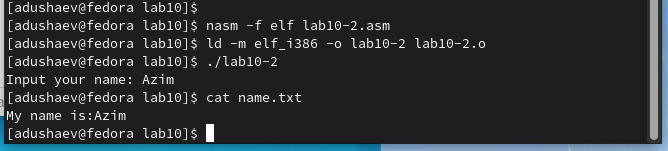 [adushaev@fedora lab10]$
[adushaev@fedora lab10]$ nasm -f elf lab10-2.asm
[adushaev@fedora lab10]$ ld -m elf_i386 -o lab10-2 lab10-2.o
[adushaev@fedora lab10]$ ./lab10-2
Input your name: Azim
[adushaev@fedora lab10]$ cat name.txt
My name is:Azim
[adushaev@fedora lab10]$